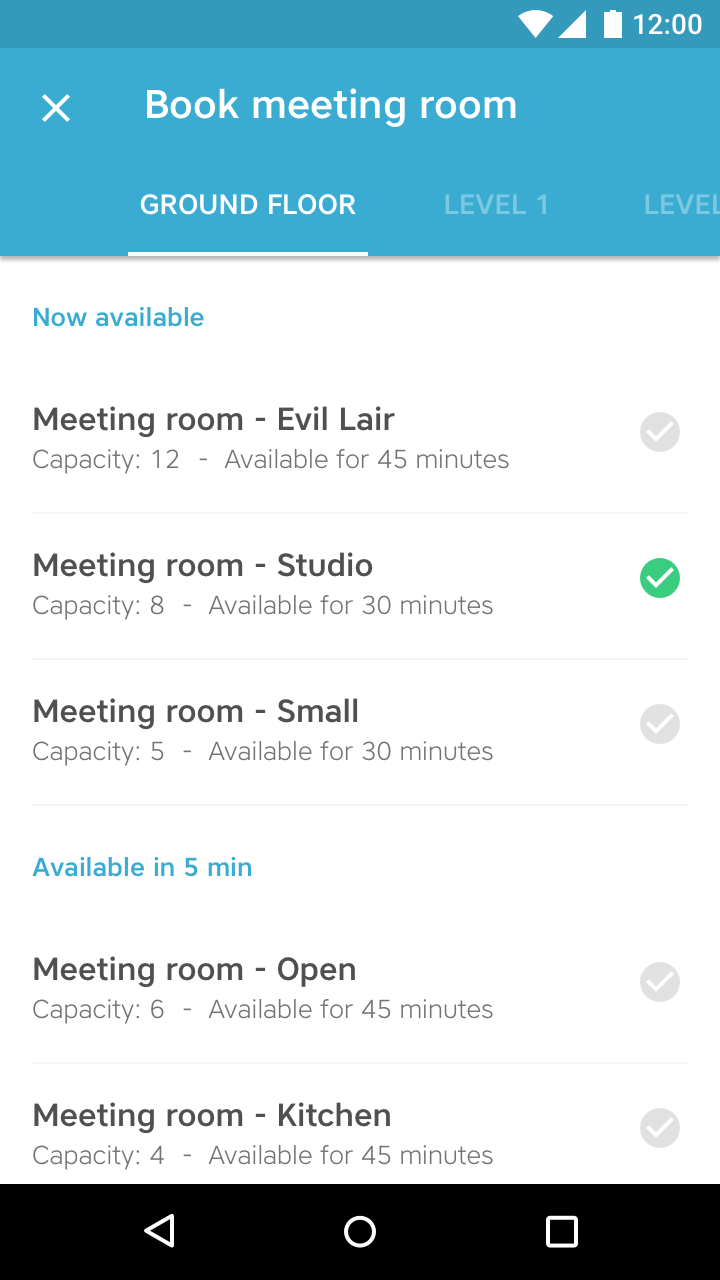 12:00
Book meeting room
GROUND FLOOR LEVEL 1 LEVEL
Now available
Meeting room - Evil Lair
Capacity: 12 - Available for 45 minutes
Meeting room - Studio
Capacity: 8 - Available for 30 minutes
Meeting room - Small
Capacity: 5 - Available for 30 minutes
Available in 5 min
Meeting room - Open
Capacity: 6 - Available for 45 minutes
Meeting room - Kitchen
Capacity: 4 - Available for 45 minutes